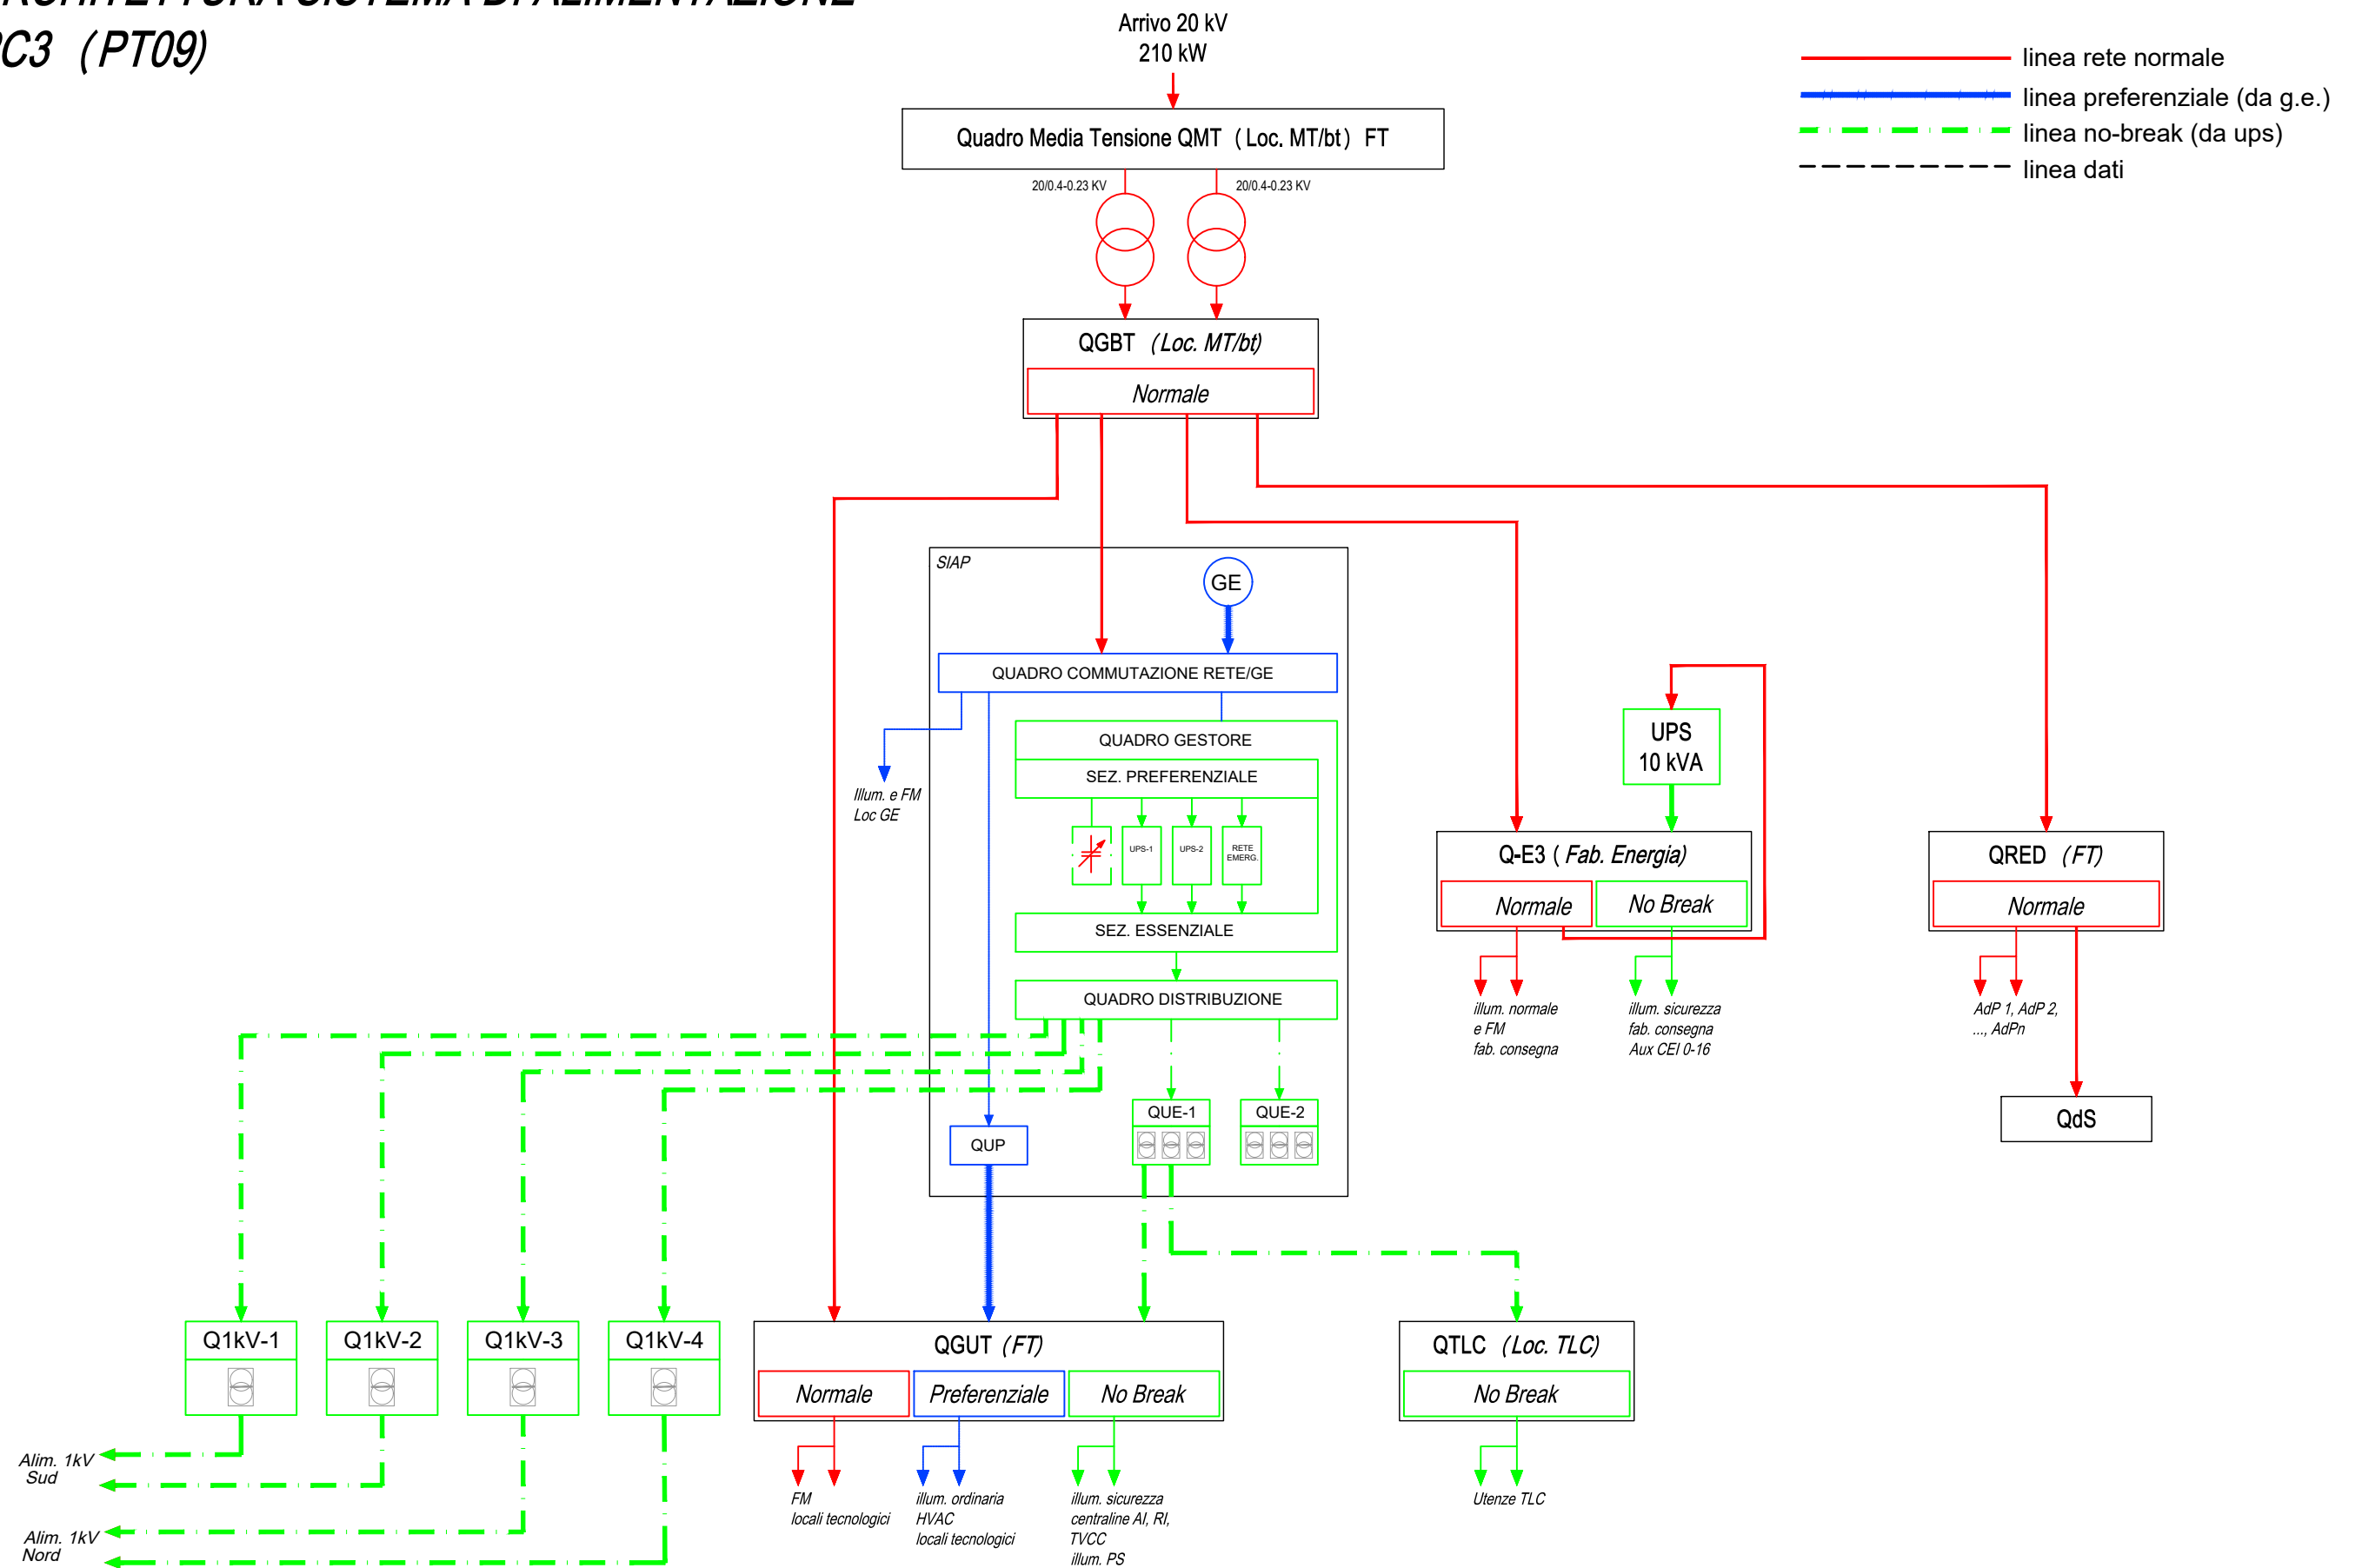 ARCHITETTURA SISTEMA DI ALIMENTAZIONE
C3 (PT09)
Arrivo 20 kV
210 kW
linea rete normale
linea preferenziale (da g.e.)
linea no-break (da ups)
linea dati
Quadro Media Tensione QMT (Loc. MT/bt) FT
20/0.4-0.23 KV
20/0.4-0.23 KV
QGBT (Loc. MT/bt)
Normale
SIAP
GE
QUADRO COMMUTAZIONE RETE/GE
Illum. e FM
Loc GE
QUADRO GESTORE
SEZ. PREFERENZIALE
UPS-1
UPS-2
RETE
EMERG.
SEZ. ESSENZIALE
QUADRO DISTRIBUZIONE
QUE-1
QUE-2
QUP
UPS
10 kVA
Q-E3 (Fab. Energia)
Normale
No Break
illum. normale
e FM
fab. consegna
illum. sicurezza
fab. consegna
Aux CEI 0-16
QRED (FT)
Normale
AdP 1, AdP 2,
..., AdPn
QdS
Q1kV-1
Q1kV-2
Q1kV-3
Q1kV-4
Alim. 1kV
Sud
Alim. 1kV
Nord
QGUT (FT)
Normale
Preferenziale
No Break
FM
locali tecnologici
illum. ordinaria
HVAC
locali tecnologici
illum. sicurezza
centraline AI, RI,
TVCC
illum. PS
QTLC (Loc. TLC)
No Break
Utenze TLC